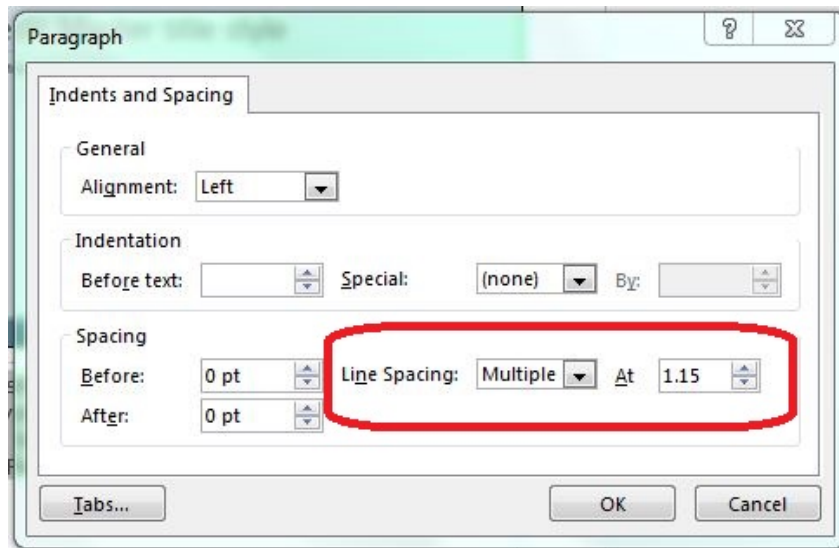 Paragraph
Indents and Spacing
General
Alignment: Left
Indentation
Before text: Special: (none) By:
Spacing
Before: 0 pt Line Spacing: Multiple At 1.15
After: 0 pt
Tabs... OK Cancel